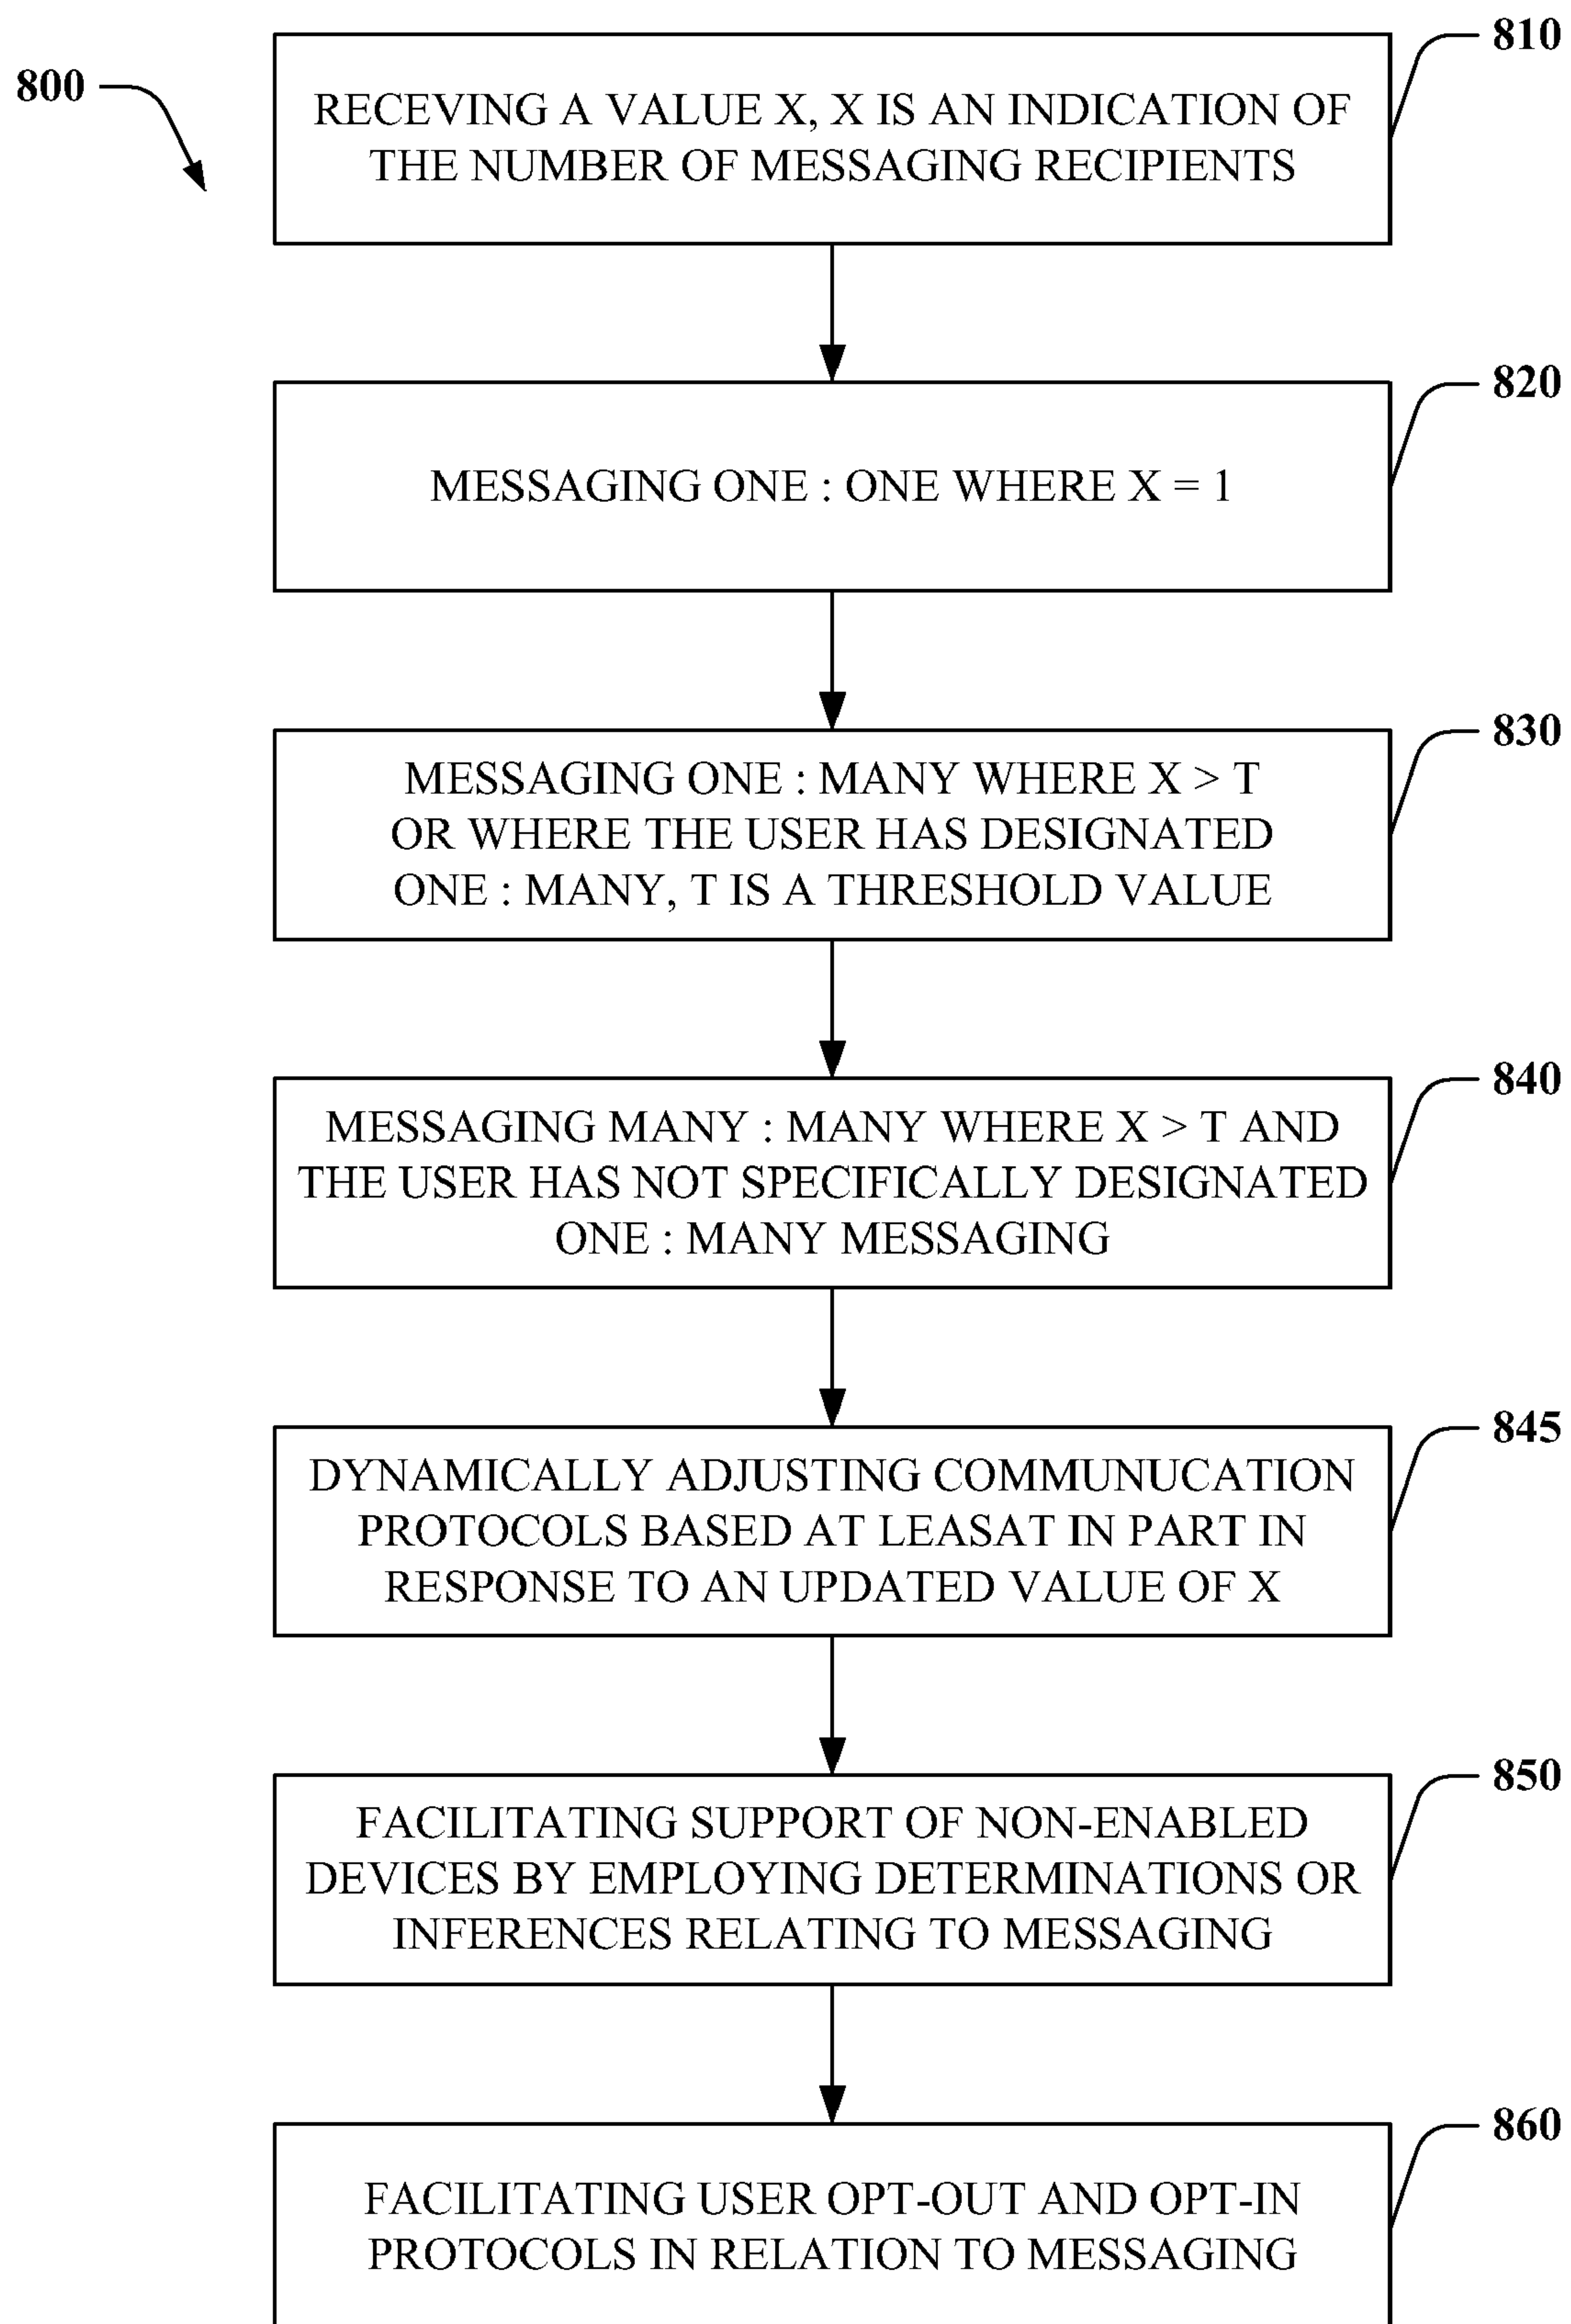 800
810
RECEVING A VALUE X, X IS AN INDICATION OF
THE NUMBER OF MESSAGING RECIPIENTS
820
MESSAGING ONE : ONE WHERE X = 1
830
MESSAGING ONE : MANY WHERE X > T
OR WHERE THE USER HAS DESIGNATED
ONE : MANY, T IS A THRESHOLD VALUE
840
MESSAGING MANY : MANY WHERE X > T AND
THE USER HAS NOT SPECIFICALLY DESIGNATED
ONE : MANY MESSAGING
845
DYNAMICALLY ADJUSTING COMMUNUCATION
PROTOCOLS BASED AT LEASAT IN PART IN
RESPONSE TO AN UPDATED VALUE OF X
850
FACILITATING SUPPORT OF NON-ENABLED
DEVICES BY EMPLOYING DETERMINATIONS OR
INFERENCES RELATING TO MESSAGING
860
FACILITATING USER OPT-OUT AND OPT-IN
PROTOCOLS IN RELATION TO MESSAGING